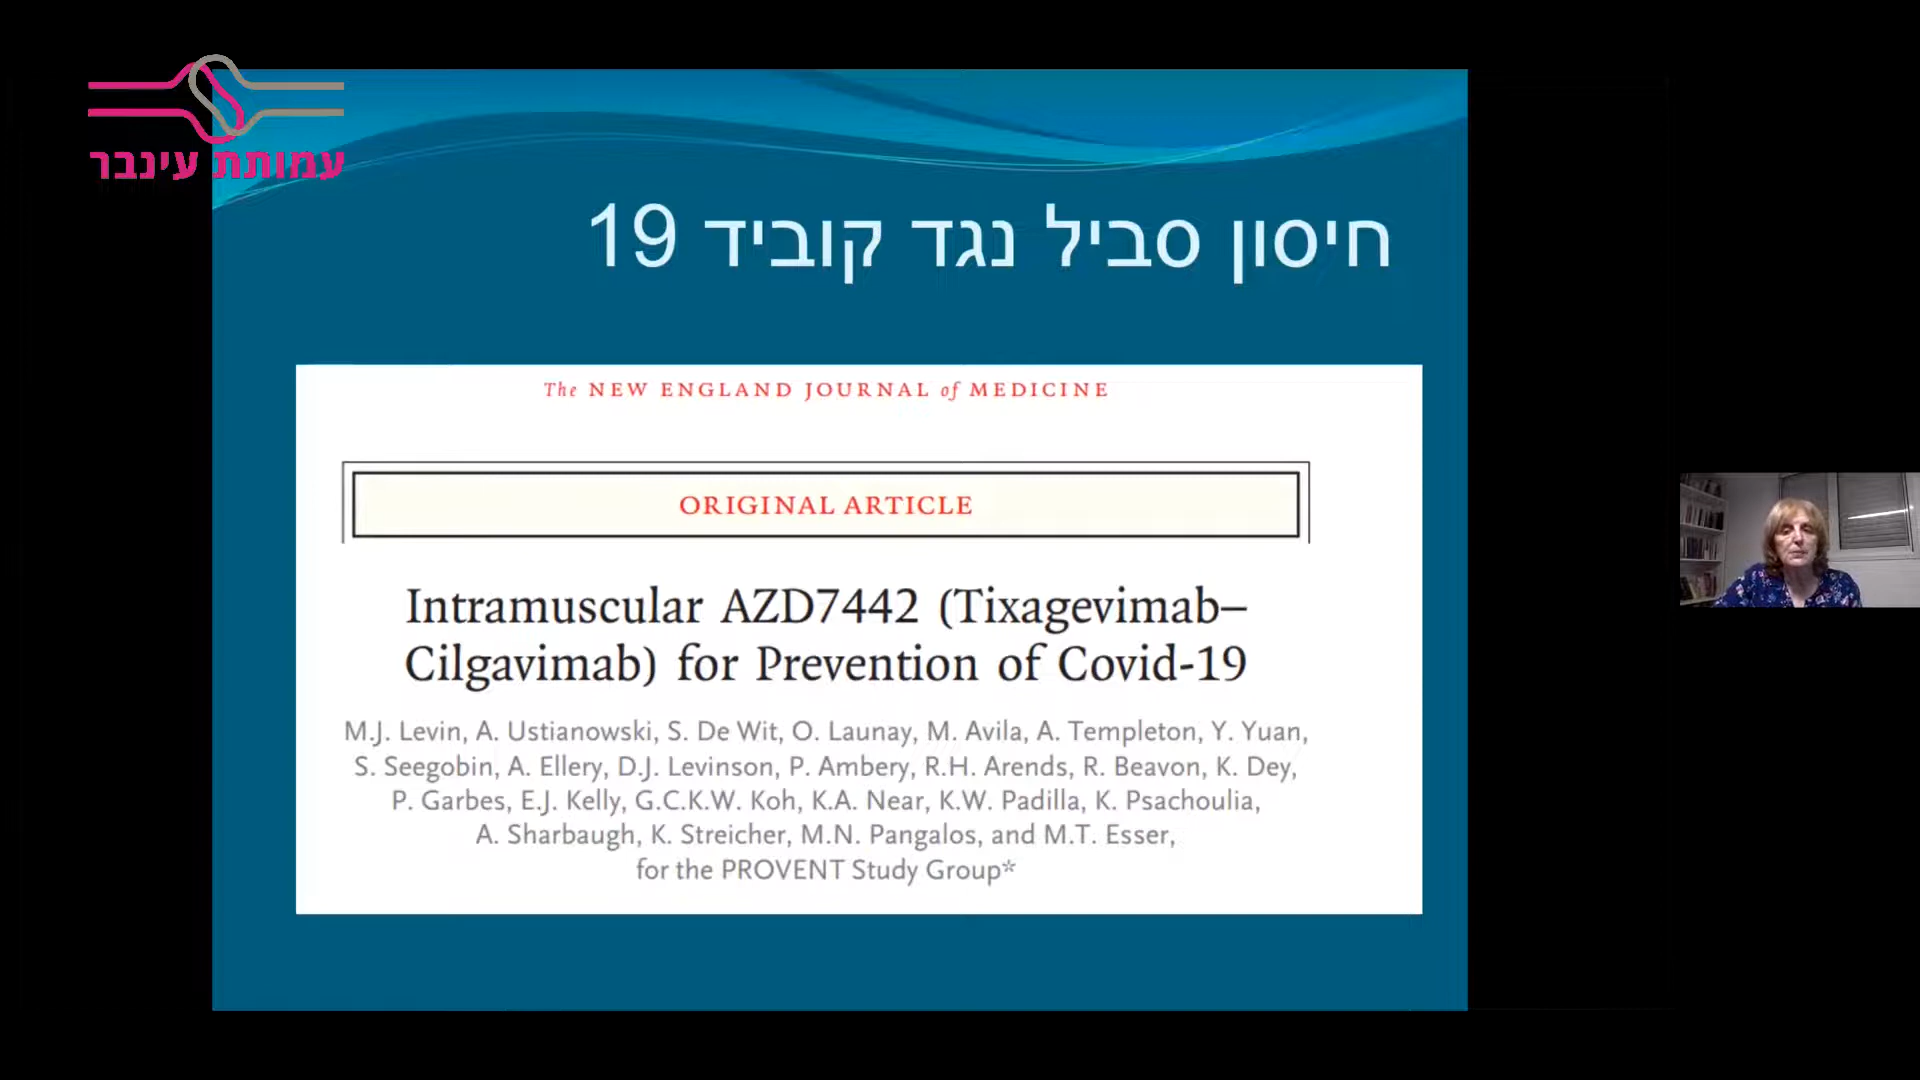 עמותת עינבר
חיסון סביל נגד קוביד 19
The NEW ENGLAND JOURNAL of MEDICINE
ORIGINAL ARTICLE
Intramuscular AZD7442 (Tixagevimab–
Cilgavimab) for Prevention of Covid-19
M.J. Levin, A. Ustianowski, S. De Wit, O. Launay, M. Avila, A. Templeton, Y. Yuan,
S. Seegobin, A. Ellery, D.J. Levinson, P. Ambery, R.H. Arends, R. Beavon, K. Dey,
P. Garbes, E.J. Kelly, G.C.K.W. Koh, K.A. Near, K.W. Padilla, K. Psachoulia,
A. Sharbaugh, K. Streicher, M.N. Pangalos, and M.T. Esser,
for the PROVENT Study Group*